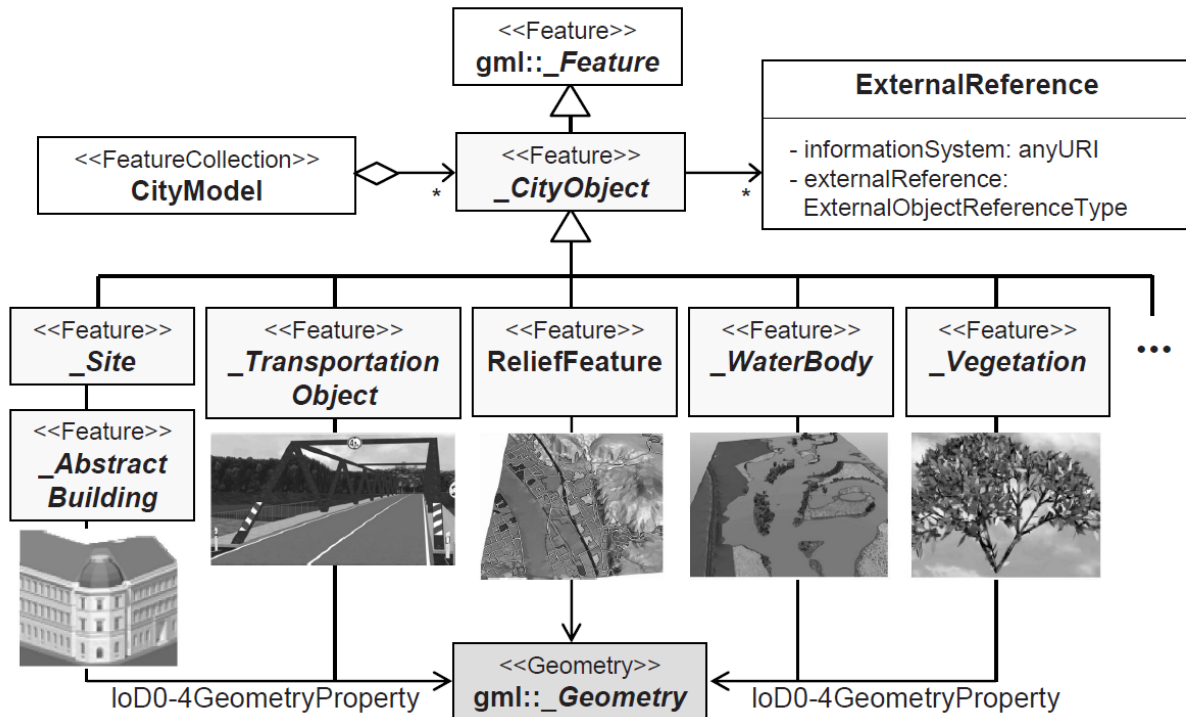 <<Feature>>
gml::_Feature
ExternalReference
- informationSystem: anyURI
- externalReference:
ExternalObjectReferenceType
<<FeatureCollection>>
CityModel
*
<<Feature>>
_CityObject
*
<<Feature>>
_Site
<<Feature>>
_Transportation
Object
<<Feature>>
ReliefFeature
<<Feature>>
_WaterBody
<<Feature>>
_Vegetation
...
<<Feature>>
_Abstract
Building
loD0-4GeometryProperty
<<Geometry>>
gml::_Geometry
loD0-4GeometryProperty